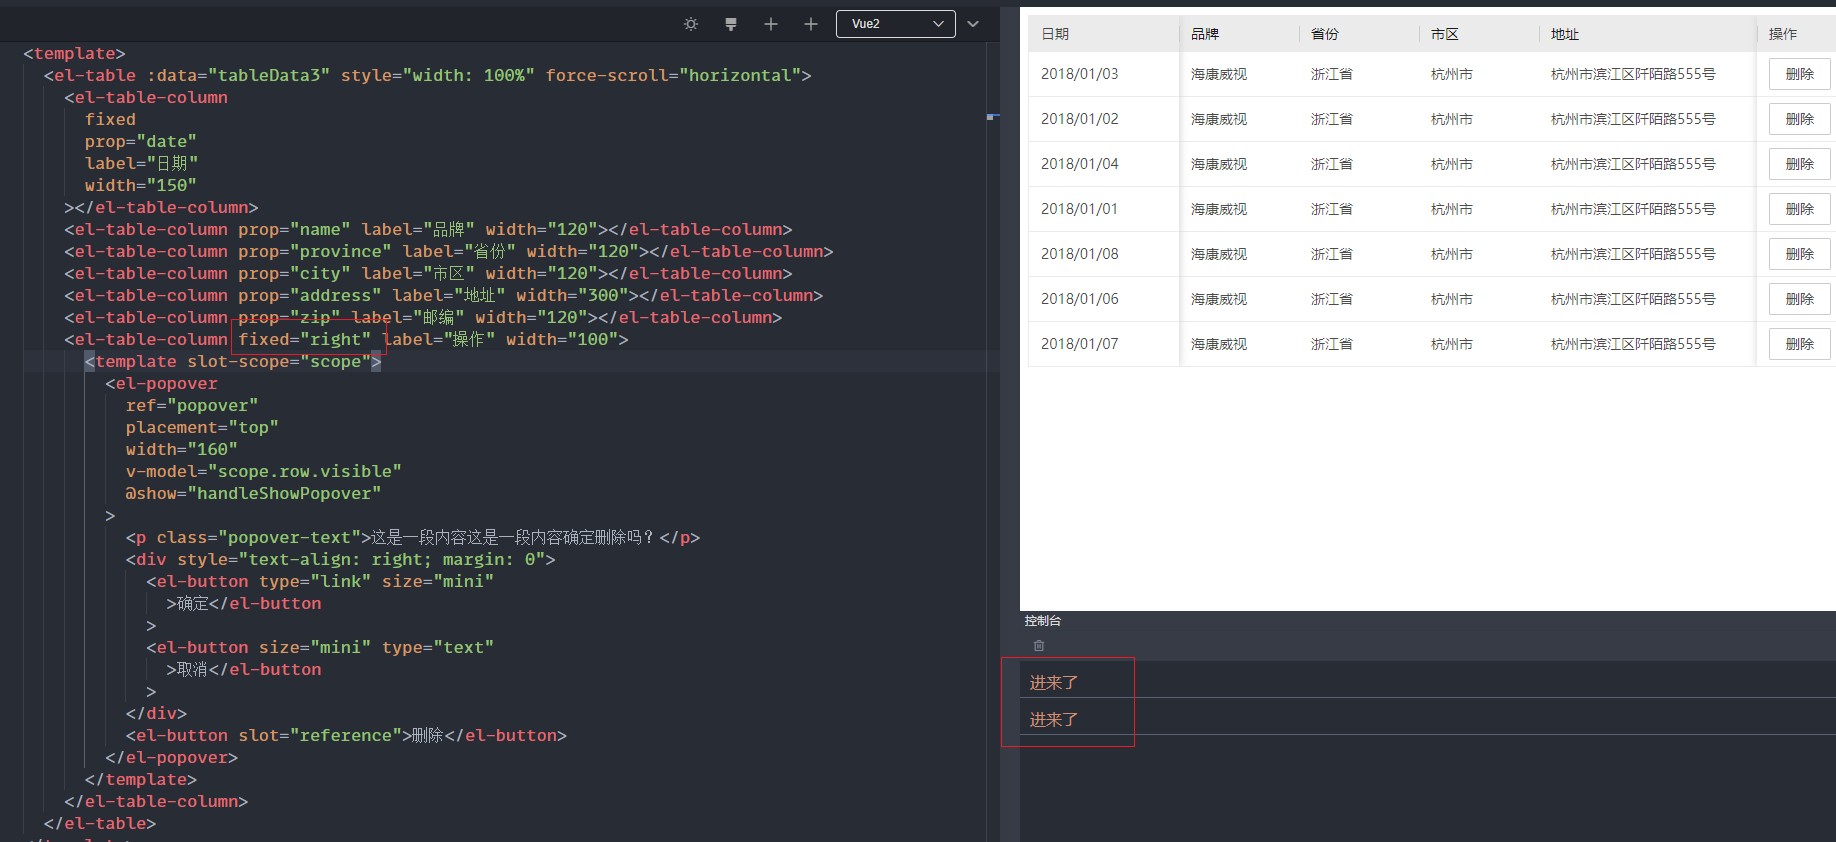 Vue2
<template>
<el-table :data="tableData3" style="width: 100%" force-scroll="horizontal">
<el-table-column
fixed
prop="date"
label="日期"
width="150"
></el-table-column>
<el-table-column prop="name" label="品牌" width="120"></el-table-column>
<el-table-column prop="province" label="省份" width="120"></el-table-column>
<el-table-column prop="city" label="市区" width="120"></el-table-column>
<el-table-column prop="address" label="地址" width="300"></el-table-column>
<el-table-column prop="zip" label="邮编" width="120"></el-table-column>
<el-table-column fixed="right" label="操作" width="100">
<template slot-scope="scope">
<el-popover
ref="popover"
placement="top"
width="160"
v-model="scope.row.visible"
@show="handleShowPopover"
>
<p class="popover-text">这是一段内容这是一段内容确定删除吗？</p>
<div style="text-align: right; margin: 0">
<el-button type="link" size="mini"
>确定</el-button
>
<el-button size="mini" type="text"
>取消</el-button
>
</div>
<el-button slot="reference">删除</el-button>
</el-popover>
</template>
</el-table-column>
</el-table>
日期 品牌 省份 市区 地址 操作
2018/01/03 海康威视 浙江省 杭州市 杭州市滨江区阡陌路555号 删除
2018/01/02 海康威视 浙江省 杭州市 杭州市滨江区阡陌路555号 删除
2018/01/04 海康威视 浙江省 杭州市 杭州市滨江区阡陌路555号 删除
2018/01/01 海康威视 浙江省 杭州市 杭州市滨江区阡陌路555号 删除
2018/01/08 海康威视 浙江省 杭州市 杭州市滨江区阡陌路555号 删除
2018/01/06 海康威视 浙江省 杭州市 杭州市滨江区阡陌路555号 删除
2018/01/07 海康威视 浙江省 杭州市 杭州市滨江区阡陌路555号 删除
控制台
进来了
进来了